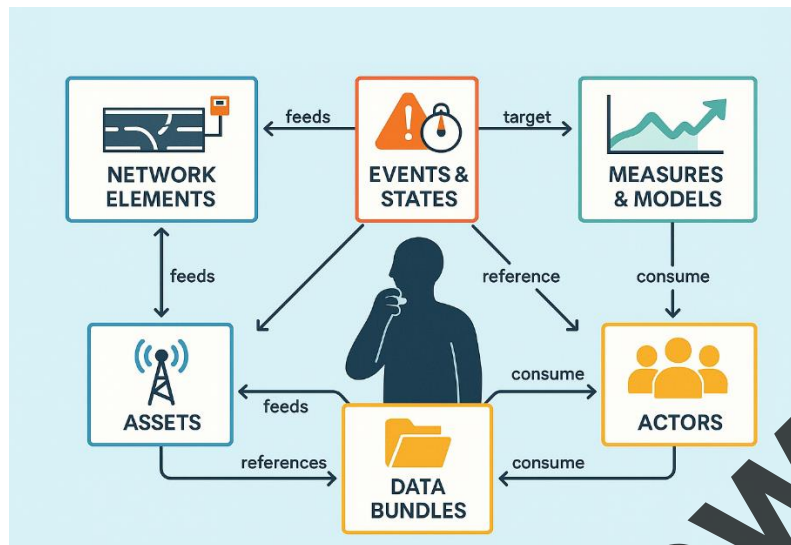 feeds
target
NETWORK
ELEMENTS
EVENTS &
STATES
MEASURES
& MODELS
feeds
reference
consume
consume
ASSETS
feeds
ACTORS
references
consume
DATA
BUNDLES